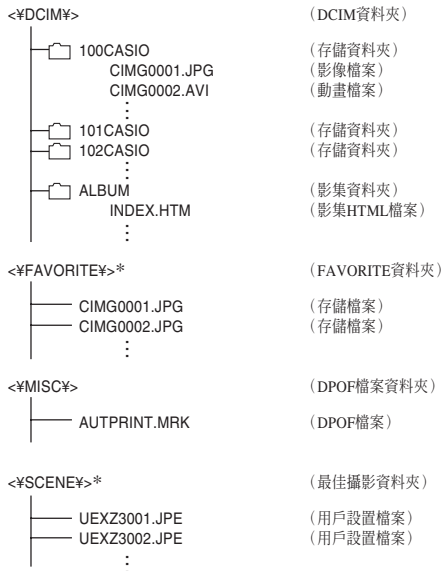 <¥DCIM¥> （DCIM資料夾）
100CASIO （存儲資料夾）
CIMG0001.JPG （影像檔案）
CIMG0002.AVI （動畫檔案）
101CASIO （存儲資料夾）
102CASIO （存儲資料夾）
ALBUM （影集資料夾）
INDEX.HTM （影集HTML檔案）
<¥FAVORITE¥>* （FAVORITE資料夾）
CIMG0001.JPG （存儲檔案）
CIMG0002.JPG （存儲檔案）
<¥MISC¥> （DPOF檔案資料夾）
AUTPRINT.MRK （DPOF檔案）
<¥SCENE¥>* （最佳攝影資料夾）
UEXZ3001.JPE （用戶設置檔案）
UEXZ3002.JPE （用戶設置檔案）